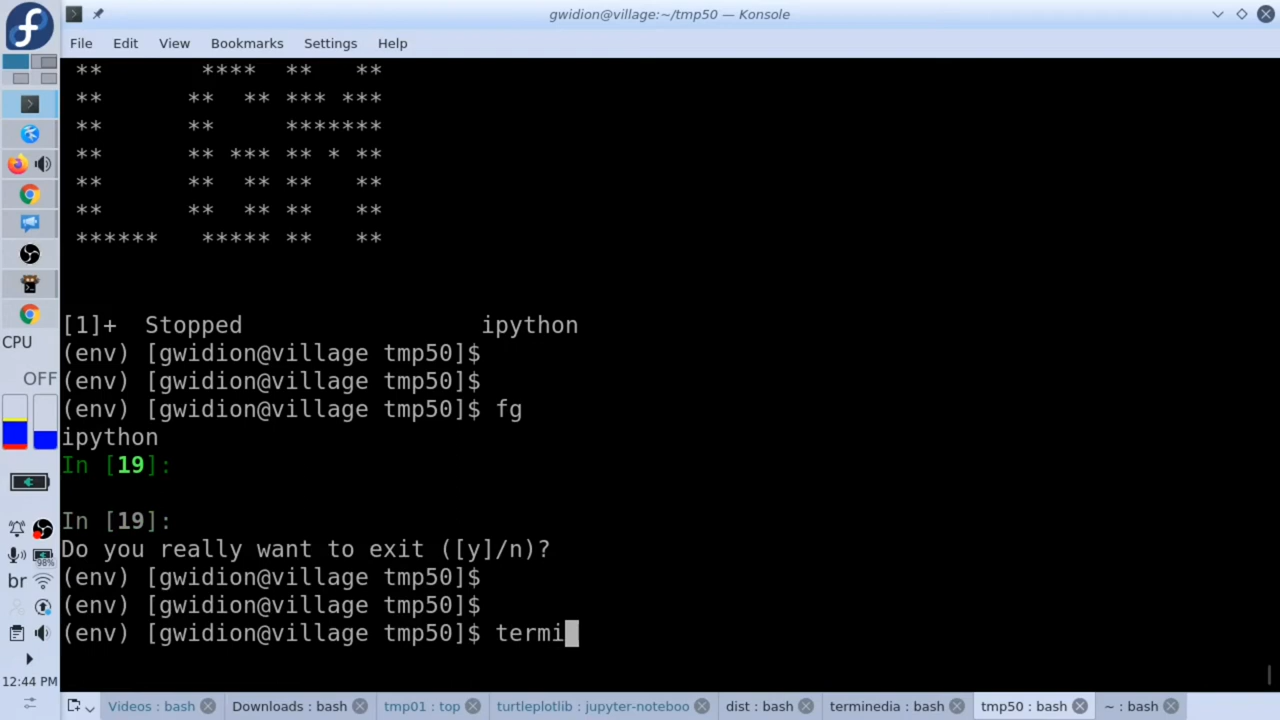 gwidion@village:~/tmp50 — Konsole
File Edit View Bookmarks Settings Help
**       ****  **   **
**      **  ** *** ***
**      **     *******
**      ** *** ** * **
**      **  ** **   **
**      **  ** **   **
******   ***** **   **
[1]+  Stopped                 ipython
(env) [gwidion@village tmp50]$
(env) [gwidion@village tmp50]$
(env) [gwidion@village tmp50]$ fg
ipython
In [19]:
In [19]:
Do you really want to exit ([y]/n)?
(env) [gwidion@village tmp50]$
(env) [gwidion@village tmp50]$
(env) [gwidion@village tmp50]$ termi
CPU
OFF
98%
br
12:44 PM
Videos : bash
Downloads : bash
tmp01 : top
turtleplotlib : jupyter-noteboo
dist : bash
terminedia : bash
tmp50 : bash
~ : bash